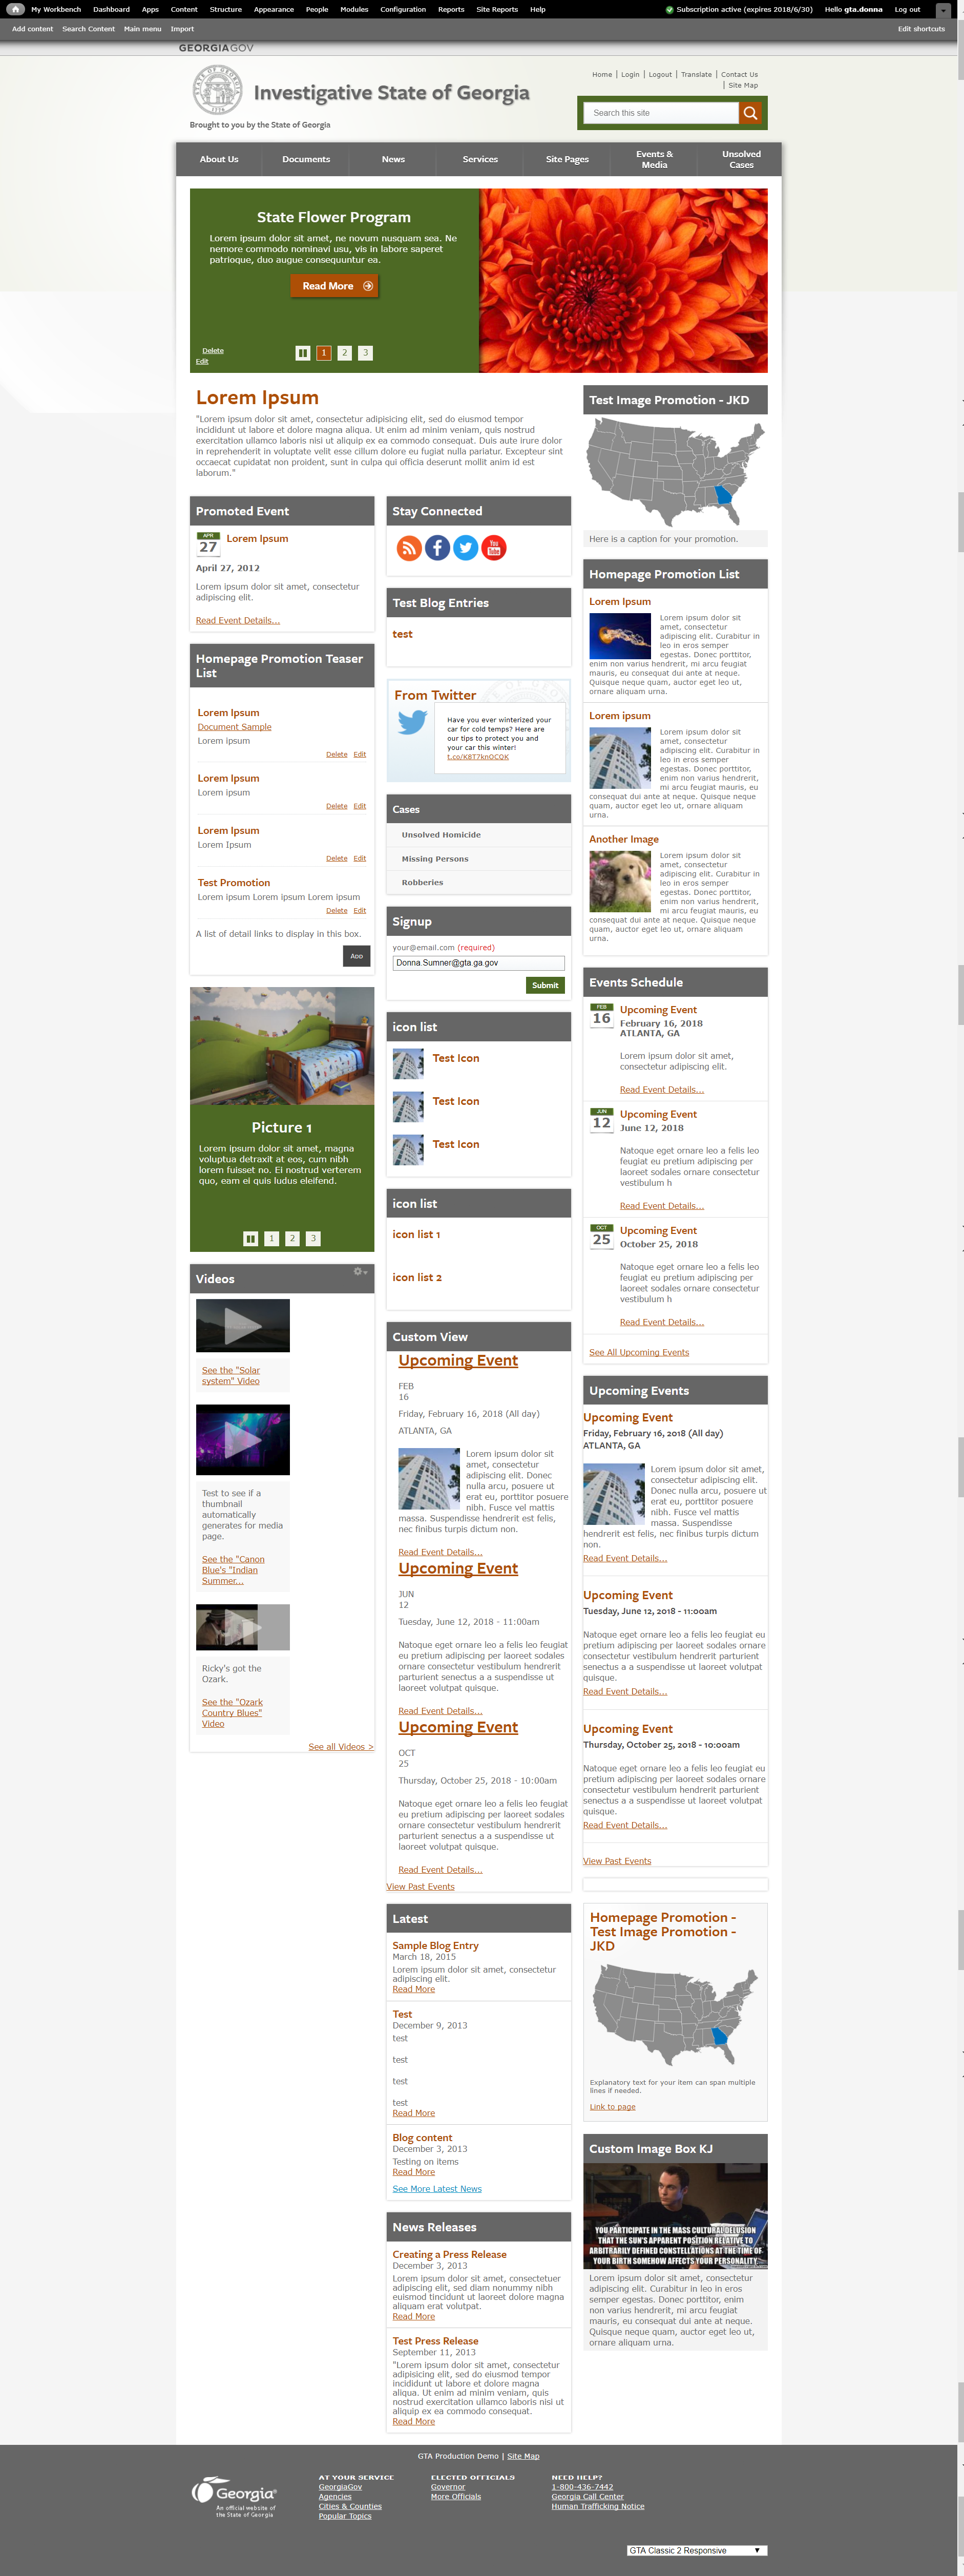 My Workbench Dashboard Apps Content Structure Appearance People Modules Configuration Reports Site Reports Help Subscription active (expires 2018/6/30) Hello gta.donna Log out
Add content Search Content Main menu Import Edit shortcuts
GEORGIAGOV
Home | Login | Logout | Translate | Contact Us
| Site Map
Investigative State of Georgia
Brought to you by the State of Georgia
Search this site
About Us Documents News Services Site Pages Events & Media Unsolved Cases
State Flower Program
Lorem ipsum dolor sit amet, ne novum nusquam sea. Ne
nemore commodo nominavi usu, vis in labore saperet
patrioque, duo augue consequuntur ea.
Read More
Delete
Edit
1 2 3
Lorem Ipsum
"Lorem ipsum dolor sit amet, consectetur adipisicing elit, sed do eiusmod tempor
incididunt ut labore et dolore magna aliqua. Ut enim ad minim veniam, quis nostrud
exercitation ullamco laboris nisi ut aliquip ex ea commodo consequat. Duis aute irure dolor
in reprehenderit in voluptate velit esse cillum dolore eu fugiat nulla pariatur. Excepteur sint
occaecat cupidatat non proident, sunt in culpa qui officia deserunt mollit anim id est
laborum."
Promoted Event
APR
27
Lorem Ipsum
April 27, 2012
Lorem ipsum dolor sit amet, consectetur
adipiscing elit.
Read Event Details...
Homepage Promotion Teaser
List
Lorem Ipsum
Document Sample
Lorem ipsum
Delete Edit
Lorem Ipsum
Lorem ipsum
Delete Edit
Lorem Ipsum
Lorem Ipsum
Delete Edit
Test Promotion
Lorem ipsum Lorem ipsum Lorem ipsum
Delete Edit
A list of detail links to display in this box.
ADD
Picture 1
Lorem ipsum dolor sit amet, magna
voluptua detraxit at eos, cum nibh
lorem fuisset no. Ei nostrud verterem
quo, eam ei quis ludus eleifend.
1 2 3
Videos
See the "Solar
system" Video
Test to see if a
thumbnail
automatically
generates for media
page.
See the "Canon
Blue's "Indian
Summer...
Ricky's got the
Ozark.
See the "Ozark
Country Blues"
Video
See all Videos >
Stay Connected
You
Tube
Test Blog Entries
test
From Twitter
Have you ever winterized your
car for cold temps? Here are
our tips to protect you and
your car this winter!
t.co/K8T7knOCQK
Cases
Unsolved Homicide
Missing Persons
Robberies
Signup
your@email.com (required)
Donna.Sumner@gta.ga.gov
Submit
icon list
Test Icon
Test Icon
Test Icon
icon list
icon list 1
icon list 2
Custom View
Upcoming Event
FEB
16
Friday, February 16, 2018 (All day)
ATLANTA, GA
Lorem ipsum dolor sit
amet, consectetur
adipiscing elit. Donec
nulla arcu, posuere ut
erat eu, porttitor posuere
nibh. Fusce vel mattis
massa. Suspendisse hendrerit est felis,
nec finibus turpis dictum non.
Read Event Details...
Upcoming Event
JUN
12
Tuesday, June 12, 2018 - 11:00am
Natoque eget ornare leo a felis leo feugiat
eu pretium adipiscing per laoreet sodales
ornare consectetur vestibulum hendrerit
parturient senectus a a suspendisse ut
laoreet volutpat quisque.
Read Event Details...
Upcoming Event
OCT
25
Thursday, October 25, 2018 - 10:00am
Natoque eget ornare leo a felis leo feugiat
eu pretium adipiscing per laoreet sodales
ornare consectetur vestibulum hendrerit
parturient senectus a a suspendisse ut
laoreet volutpat quisque.
Read Event Details...
View Past Events
Latest
Sample Blog Entry
March 18, 2015
Lorem ipsum dolor sit amet, consectetur
adipiscing elit.
Read More
Test
December 9, 2013
test
test
test
test
Read More
Blog content
December 3, 2013
Testing on items
Read More
See More Latest News
News Releases
Creating a Press Release
December 3, 2013
Lorem ipsum dolor sit amet, consectetuer
adipiscing elit, sed diam nonummy nibh
euismod tincidunt ut laoreet dolore magna
aliquam erat volutpat.
Read More
Test Press Release
September 11, 2013
"Lorem ipsum dolor sit amet, consectetur
adipisicing elit, sed do eiusmod tempor
incididunt ut labore et dolore magna
aliqua. Ut enim ad minim veniam, quis
nostrud exercitation ullamco laboris nisi ut
aliquip ex ea commodo consequat.
Read More
Test Image Promotion - JKD
Here is a caption for your promotion.
Homepage Promotion List
Lorem Ipsum
Lorem ipsum dolor sit
amet, consectetur
adipiscing elit. Curabitur in
leo in eros semper
egestas. Donec porttitor,
enim non varius hendrerit, mi arcu feugiat
mauris, eu consequat dui ante at neque.
Quisque neque quam, auctor eget leo ut,
ornare aliquam urna.
Lorem ipsum
Lorem ipsum dolor sit
amet, consectetur
adipiscing elit. Curabitur in
leo in eros semper
egestas. Donec porttitor,
enim non varius hendrerit,
mi arcu feugiat mauris, eu
consequat dui ante at neque. Quisque neque
quam, auctor eget leo ut, ornare aliquam
urna.
Another Image
Lorem ipsum dolor sit
amet, consectetur
adipiscing elit. Curabitur in
leo in eros semper
egestas. Donec porttitor,
enim non varius hendrerit,
mi arcu feugiat mauris, eu
consequat dui ante at neque. Quisque neque
quam, auctor eget leo ut, ornare aliquam
urna.
Events Schedule
FEB
16
Upcoming Event
February 16, 2018
ATLANTA, GA
Lorem ipsum dolor sit amet,
consectetur adipiscing elit.
Read Event Details...
JUN
12
Upcoming Event
June 12, 2018
Natoque eget ornare leo a felis leo
feugiat eu pretium adipiscing per
laoreet sodales ornare consectetur
vestibulum h
Read Event Details...
OCT
25
Upcoming Event
October 25, 2018
Natoque eget ornare leo a felis leo
feugiat eu pretium adipiscing per
laoreet sodales ornare consectetur
vestibulum h
Read Event Details...
See All Upcoming Events
Upcoming Events
Upcoming Event
Friday, February 16, 2018 (All day)
ATLANTA, GA
Lorem ipsum dolor sit amet,
consectetur adipiscing elit.
Donec nulla arcu, posuere ut
erat eu, porttitor posuere
nibh. Fusce vel mattis
massa. Suspendisse
hendrerit est felis, nec finibus turpis dictum
non.
Read Event Details...
Upcoming Event
Tuesday, June 12, 2018 - 11:00am
Natoque eget ornare leo a felis leo feugiat eu
pretium adipiscing per laoreet sodales ornare
consectetur vestibulum hendrerit parturient
senectus a a suspendisse ut laoreet volutpat
quisque.
Read Event Details...
Upcoming Event
Thursday, October 25, 2018 - 10:00am
Natoque eget ornare leo a felis leo feugiat eu
pretium adipiscing per laoreet sodales ornare
consectetur vestibulum hendrerit parturient
senectus a a suspendisse ut laoreet volutpat
quisque.
Read Event Details...
View Past Events
Homepage Promotion -
Test Image Promotion -
JKD
Explanatory text for your item can span multiple
lines if needed.
Link to page
Custom Image Box KJ
YOU PARTICIPATE IN THE MASS CULTURAL DELUSION
THAT THE SUN'S APPARENT POSITION RELATIVE TO
ARBITRARILY DEFINED CONSTELLATIONS AT THE TIME OF
YOUR BIRTH SOMEHOW AFFECTS YOUR PERSONALITY.
Lorem ipsum dolor sit amet, consectetur
adipiscing elit. Curabitur in leo in eros
semper egestas. Donec porttitor, enim
non varius hendrerit, mi arcu feugiat
mauris, eu consequat dui ante at neque.
Quisque neque quam, auctor eget leo ut,
ornare aliquam urna.
GTA Production Demo | Site Map
Georgia
An official website of
the State of Georgia
AT YOUR SERVICE
GeorgiaGov
Agencies
Cities & Counties
Popular Topics
ELECTED OFFICIALS
Governor
More Officials
NEED HELP?
1-800-436-7442
Georgia Call Center
Human Trafficking Notice
GTA Classic 2 Responsive